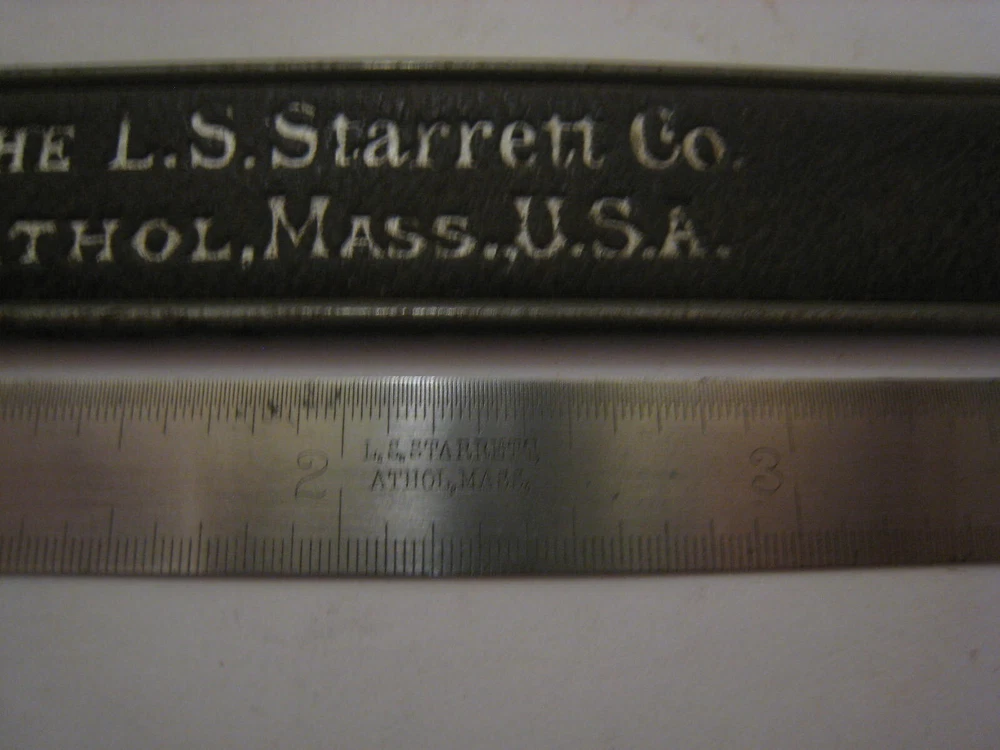 HE L.S. Starrett Co.
THOL, MASS., U.S.A.
2
L.S. STARRETT,
ATHOL, MASS.
3